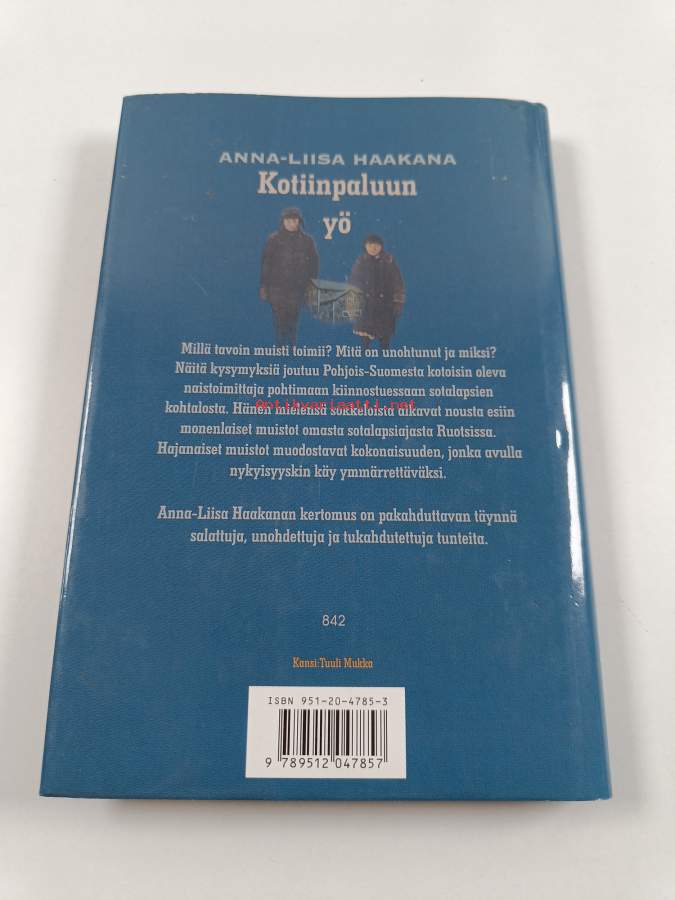 ANNA-LIISA HAAKANA
Kotiinpaluun
yö
Millä tavoin muisti toimii? Mitä on unohtunut ja miksi?
Näitä kysymyksiä joutuu Pohjois-Suomesta kotoisin oleva
naistoimittaja pohtimaan kiinnostuessaan sotalapsien
Antikvariaatti.net
kohtalosta. Hänen mielensä sokkeloista alkavat nousta esiin
monenlaiset muistot omasta sotalapsiajasta Ruotsissa.
Hajanaiset muistot muodostavat kokonaisuuden, jonka avulla
nykyisyyskin käy ymmärrettäväksi.
Anna-Liisa Haakanan kertomus on pakahduttavan täynnä
salattuja, unohdettuja ja tukahdutettuja tunteita.
842
Kansi:Tuuli Mukka
ISBN 951-20-4785-3
9 789512 047857